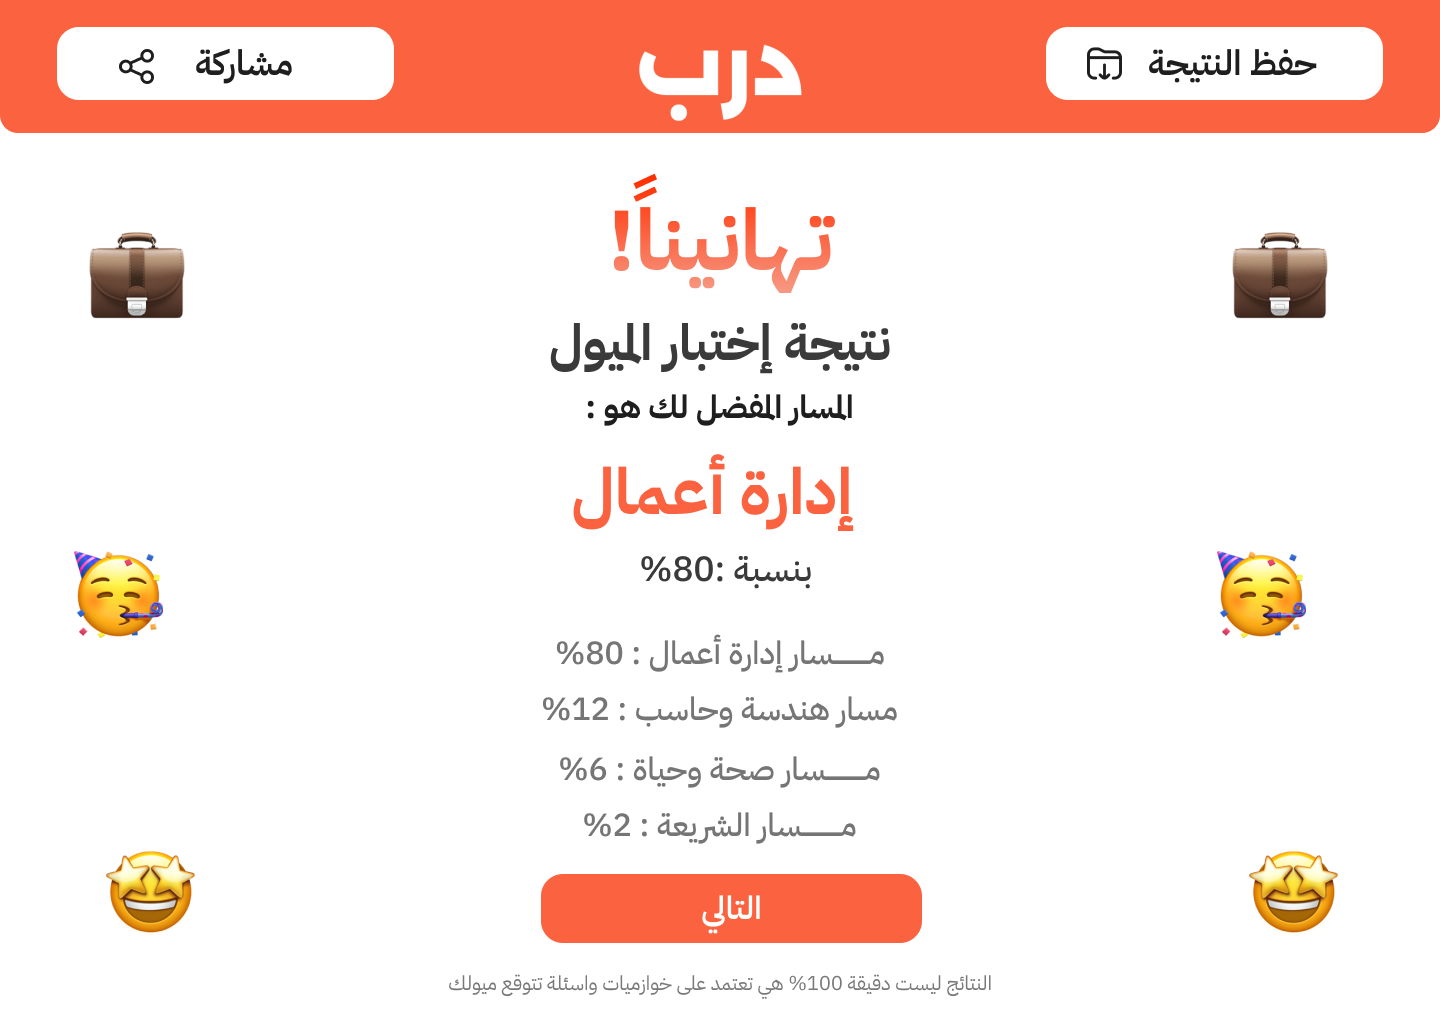 حفظ النتيجة
درب
مشاركة
تهانيناً!
نتيجة إختبار الميول
المسار المفضل لك هو :
إدارة أعمال
بنسبة :80%
مـــــسار إدارة أعمال : 80%
مسار هندسة وحاسب : 12%
مـــــسار صحة وحياة : 6%
مـــــسار الشريعة : 2%
التالي
النتائج ليست دقيقة 100% هي تعتمد على خوازميات واسئلة تتوقع ميولك